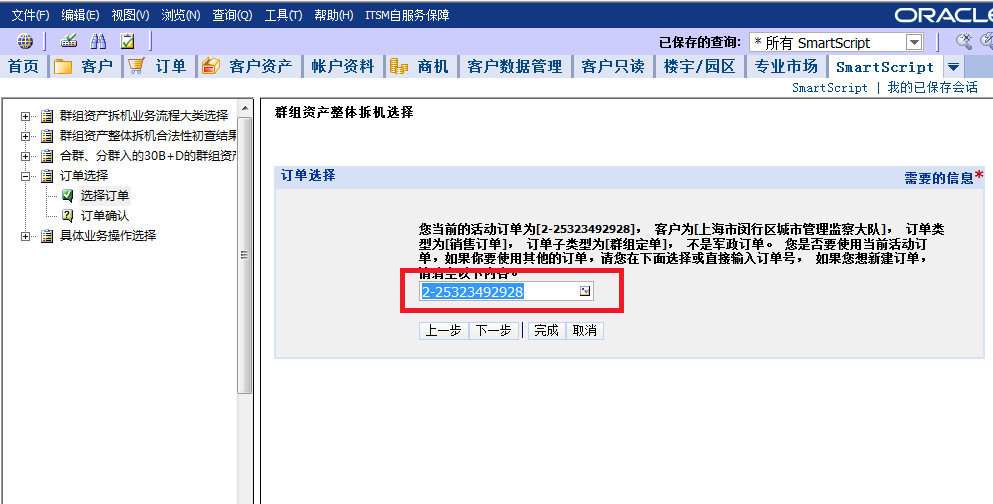 文件(F) 编辑(E) 视图(V) 浏览(N) 查询(Q) 工具(T) 帮助(H) ITSM自服务保障
ORACLE
已保存的查询: * 所有 SmartScript
首页 客户 订单 客户资产 帐户资料 商机 客户数据管理 客户只读 楼宇/园区 专业市场 SmartScript
SmartScript | 我的已保存会话
群组资产拆机业务流程大类选择
群组资产整体拆机合法性初查结果
合群、分群入的30B+D的群组资产
订单选择
选择订单
订单确认
具体业务操作选择
群组资产整体拆机选择
订单选择
需要的信息*
您当前的活动订单为[2-25323492928]， 客户为[上海市闵行区城市管理监察大队]， 订单类
型为[销售订单]， 订单子类型为[群组定单]， 不是军政订单。 您是否要使用当前活动订
单，如果你要使用其他的订单，请您在下面选择或直接输入订单号， 如果您想新建订单，
请清空以下内容。
2-25323492928
上一步 下一步 完成 取消